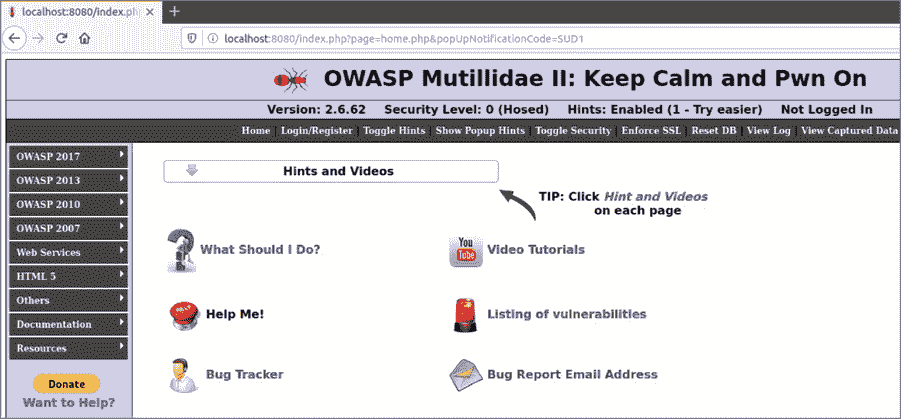 localhost:8080/index.ph
localhost:8080/index.php?page=home.php&popUpNotificationCode=SUD1
OWASP Mutillidae II: Keep Calm and Pwn On
Version: 2.6.62 Security Level: 0 (Hosed) Hints: Enabled (1 - Try easier) Not Logged In
Home | Login/Register | Toggle Hints | Show Popup Hints | Toggle Security | Enforce SSL | Reset DB | View Log | View Captured Data
OWASP 2017
OWASP 2013
OWASP 2010
OWASP 2007
Web Services
HTML 5
Others
Documentation
Resources
Donate
Want to Help?
Hints and Videos
TIP: Click Hint and Videos
on each page
What Should I Do?
You
Tube
Video Tutorials
Help Me!
Listing of vulnerabilities
Bug Tracker
Bug Report Email Address